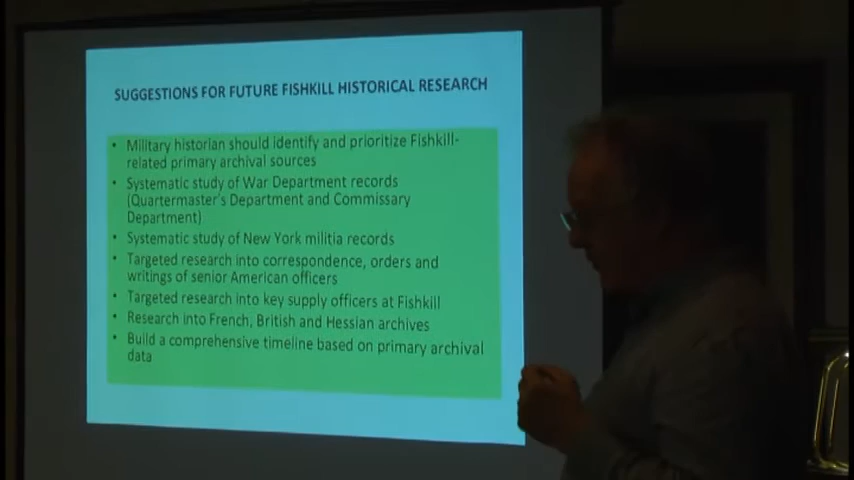 SUGGESTIONS FOR FUTURE FISHKILL HISTORICAL RESEARCH
• Military historian should identify and prioritize Fishkill-
related primary archival sources
• Systematic study of War Department records
(Quartermaster's Department and Commissary
Department)
• Systematic study of New York militia records
• Targeted research into correspondence, orders and
writings of senior American officers
• Targeted research into key supply officers at Fishkill
• Research into French, British and Hessian archives
• Build a comprehensive timeline based on primary archival
data